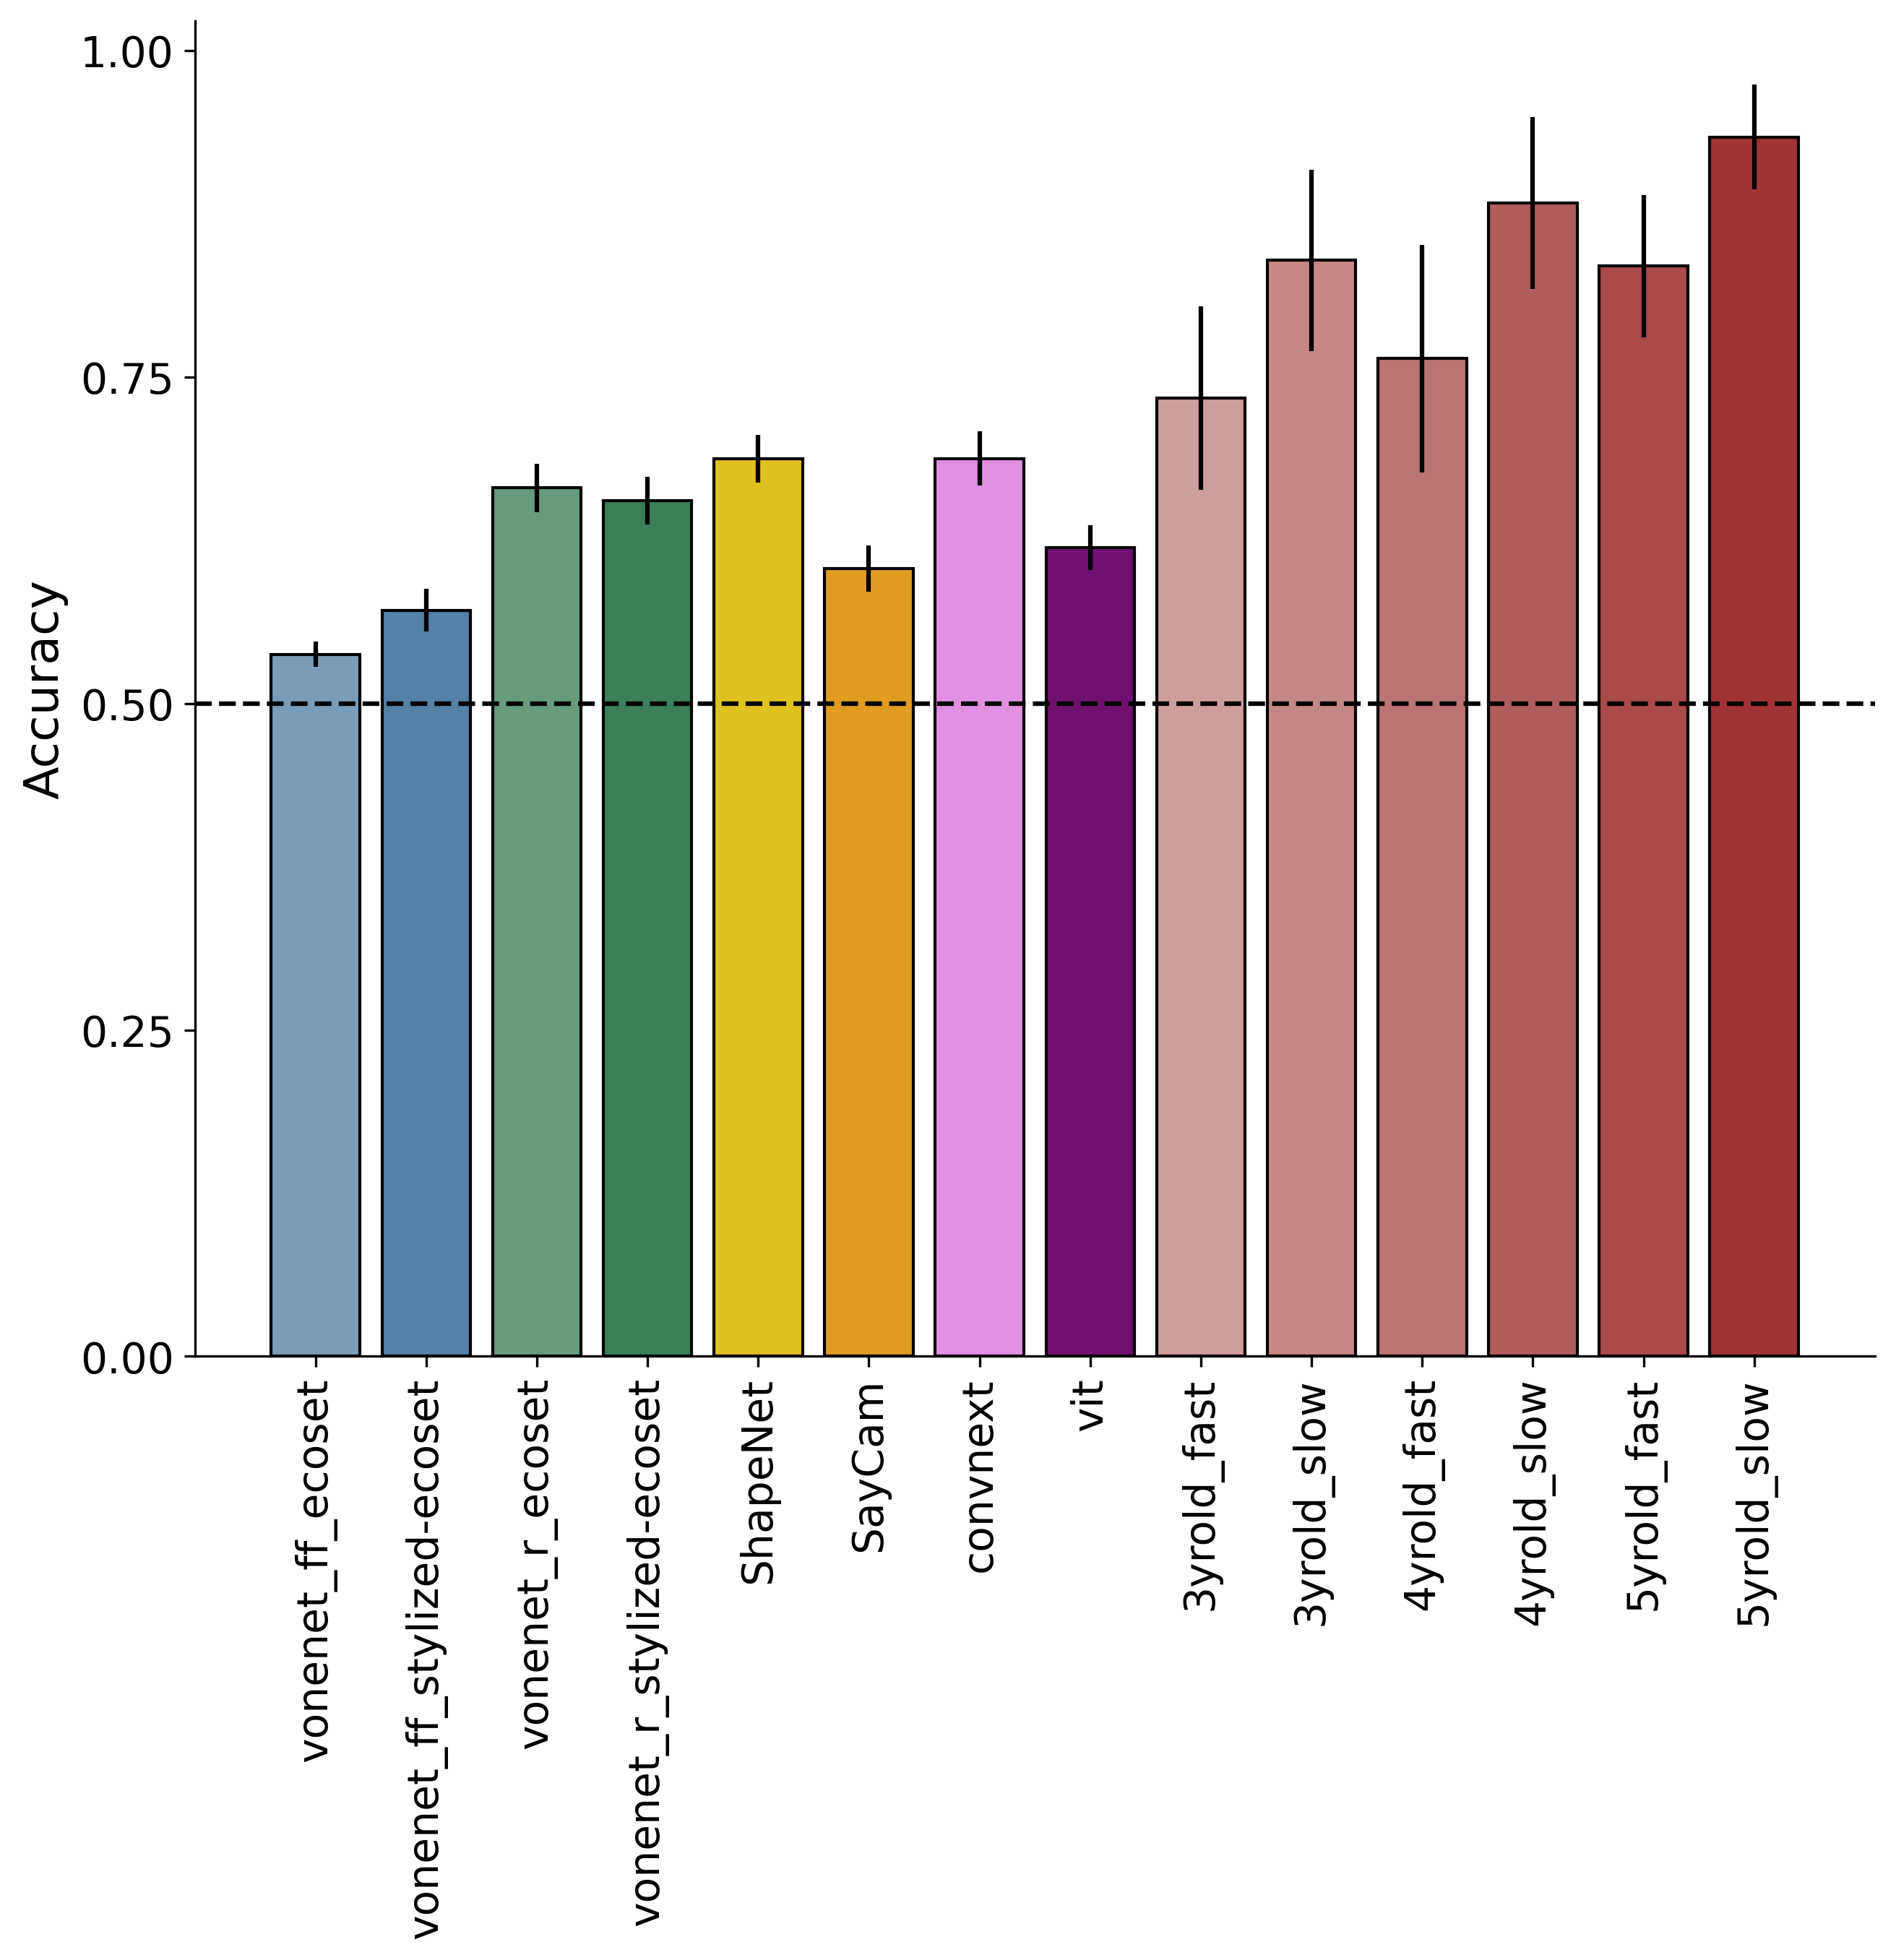 1.00
0.75
0.50
0.25
0.00
Accuracy
vonenet_ff_ecoset
vonenet_ff_stylized-ecoset
vonenet_r_ecoset
vonenet_r_stylized-ecoset
ShapeNet
SayCam
convnext
vit
3yrold_fast
3yrold_slow
4yrold_fast
4yrold_slow
5yrold_fast
5yrold_slow